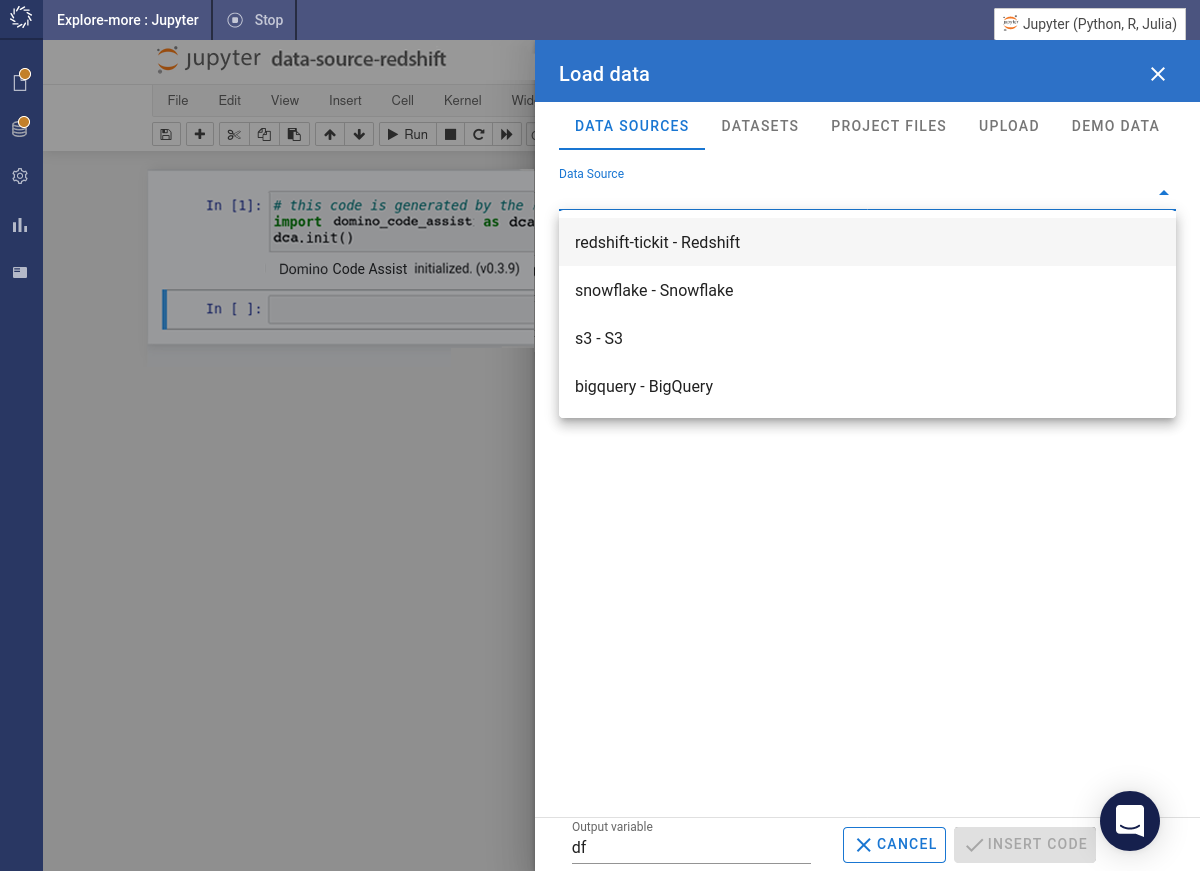 Explore-more : Jupyter
Stop
Jupyter (Python, R, Julia)
jupyter data-source-redshift
File Edit View Insert Cell Kernel
Run
In [1]:
# this code is generated by the
import domino_code_assist as dca
dca.init()
Domino Code Assist initialized. (v0.3.9)
In [ ]:
Load data
DATA SOURCES DATASETS PROJECT FILES UPLOAD DEMO DATA
Data Source
redshift-tickit - Redshift
snowflake - Snowflake
s3 - S3
bigquery - BigQuery
Output variable
df
CANCEL
INSERT CODE